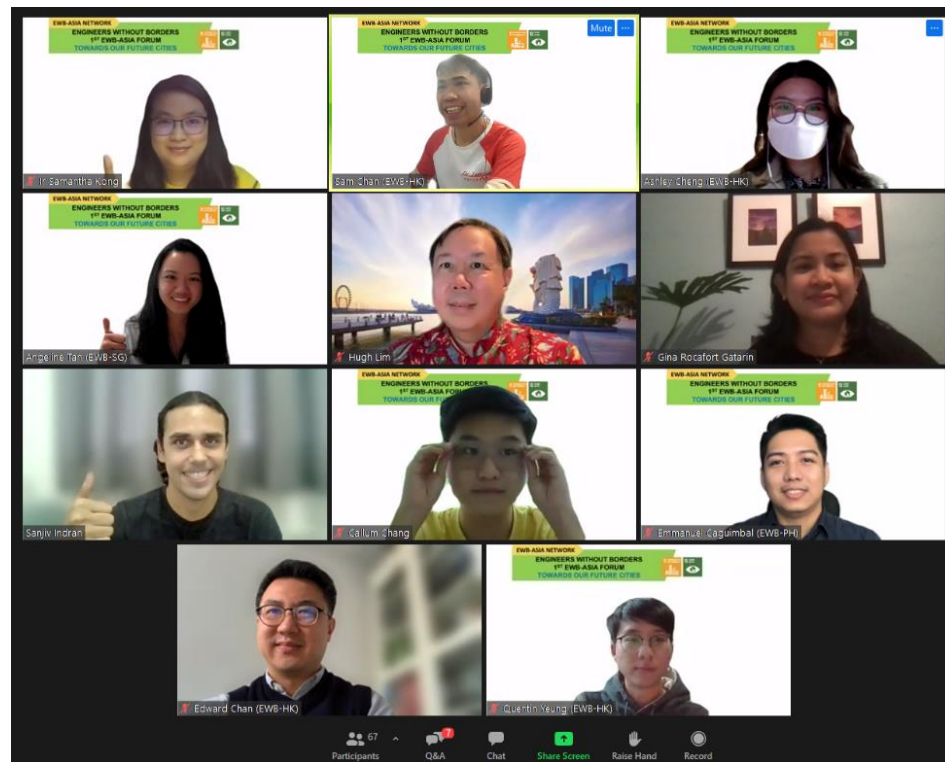 EWB-ASIA NETWORK
ENGINEERS WITHOUT BORDERS
1ST EWB-ASIA FORUM
TOWARDS OUR FUTURE CITIES
Ir Samantha Kong
EWB-ASIA NETWORK
ENGINEERS WITHOUT BORDERS
1ST EWB-ASIA FORUM
TOWARDS OUR FUTURE CITIES
Mute
Sam Chan (EWB-HK)
EWB-ASIA NETWORK
ENGINEERS WITHOUT BORDERS
1ST EWB-ASIA FORUM
TOWARDS OUR FUTURE CITIES
Ashley Cheng (EWB-HK)
EWB-ASIA NETWORK
ENGINEERS WITHOUT BORDERS
1ST EWB-ASIA FORUM
TOWARDS OUR FUTURE CITIES
Angeline Tan (EWB-SG)
Hugh Lim
Gina Rocafort Gatarin
Sanjiv Indran
EWB-ASIA NETWORK
ENGINEERS WITHOUT BORDERS
1ST EWB-ASIA FORUM
TOWARDS OUR FUTURE CITIES
Callum Chang
EWB-ASIA NETWORK
ENGINEERS WITHOUT BORDERS
1ST EWB-ASIA FORUM
TOWARDS OUR FUTURE CITIES
Emmanuel Caguimbal (EWB-PH)
Edward Chan (EWB-HK)
EWB-ASIA NETWORK
ENGINEERS WITHOUT BORDERS
1ST EWB-ASIA FORUM
TOWARDS OUR FUTURE CITIES
Quentin Yeung (EWB-HK)
67
7
Participants
Q&A
Chat
Share Screen
Raise Hand
Record